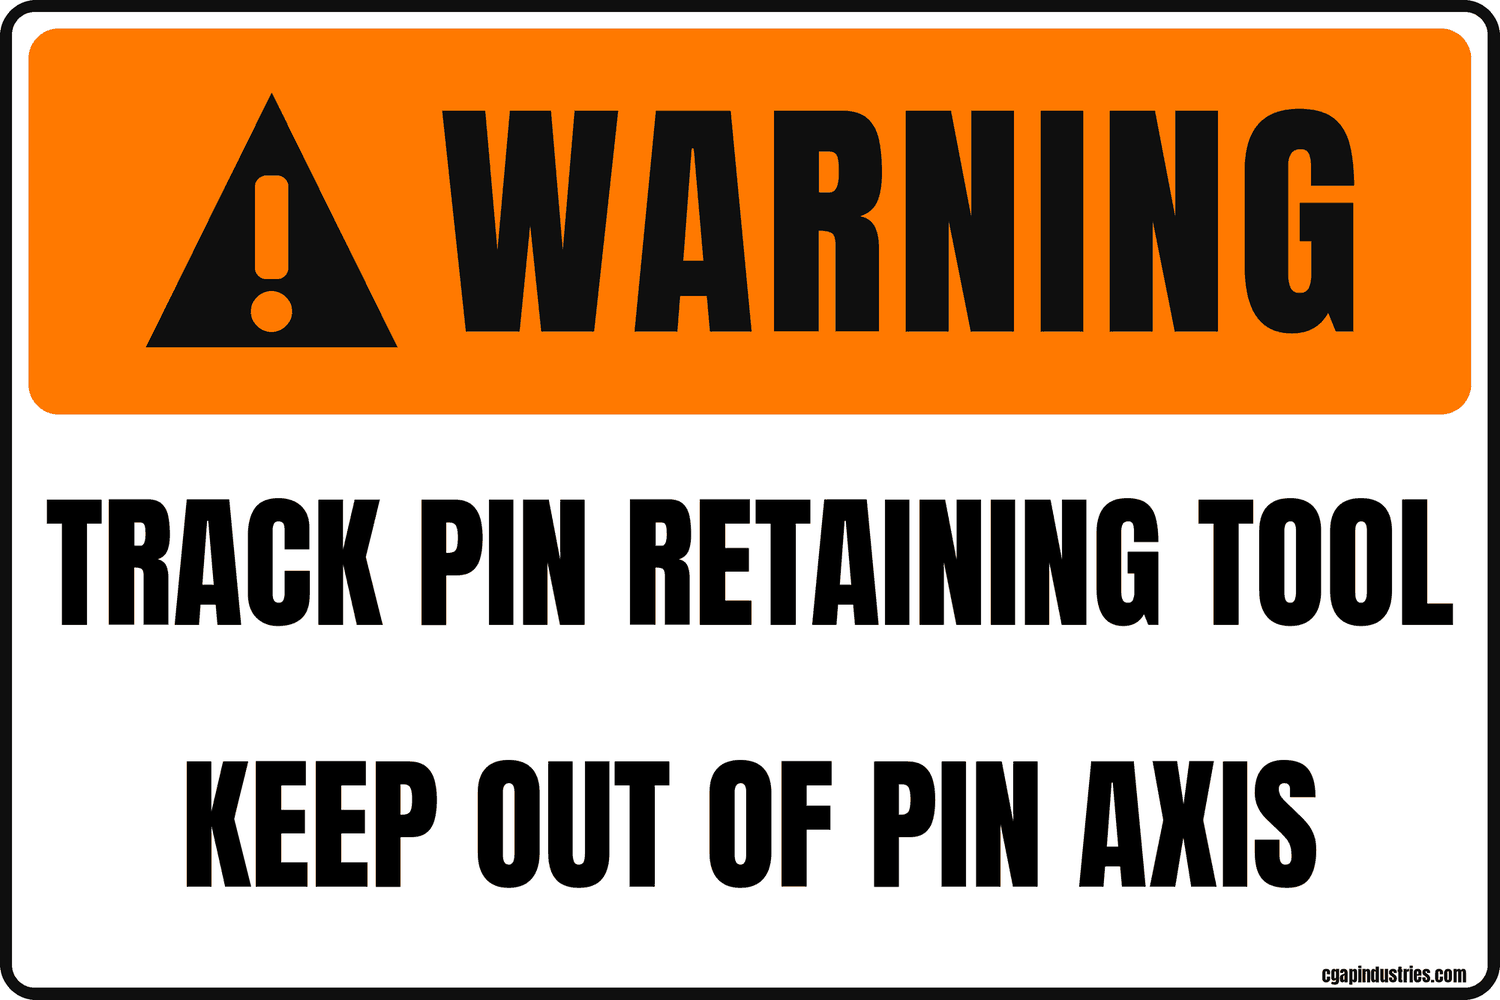 WARNING
TRACK PIN RETAINING TOOL
KEEP OUT OF PIN AXIS
cgapindustries.com